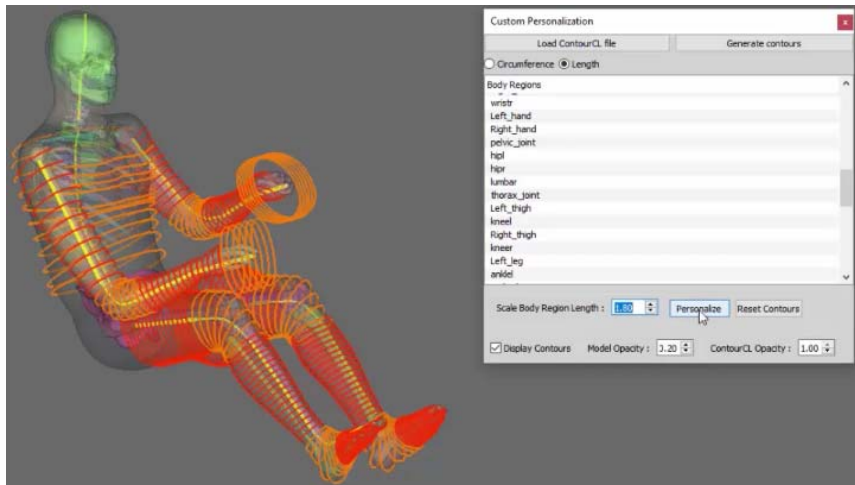 Custom Personalization
Load ContourCL file
Generate contours
Circumference
Length
Body Regions
wristr
Left_hand
Right_hand
pelvic_joint
hipl
hipr
lumbar
thorax_joint
Left_thigh
kneel
Right_thigh
kneer
Left_leg
anklel
Scale Body Region Length : 1.80
Personalize
Reset Contours
Display Contours Model Opacity : 3.20 ContourCL Opacity : 1.00